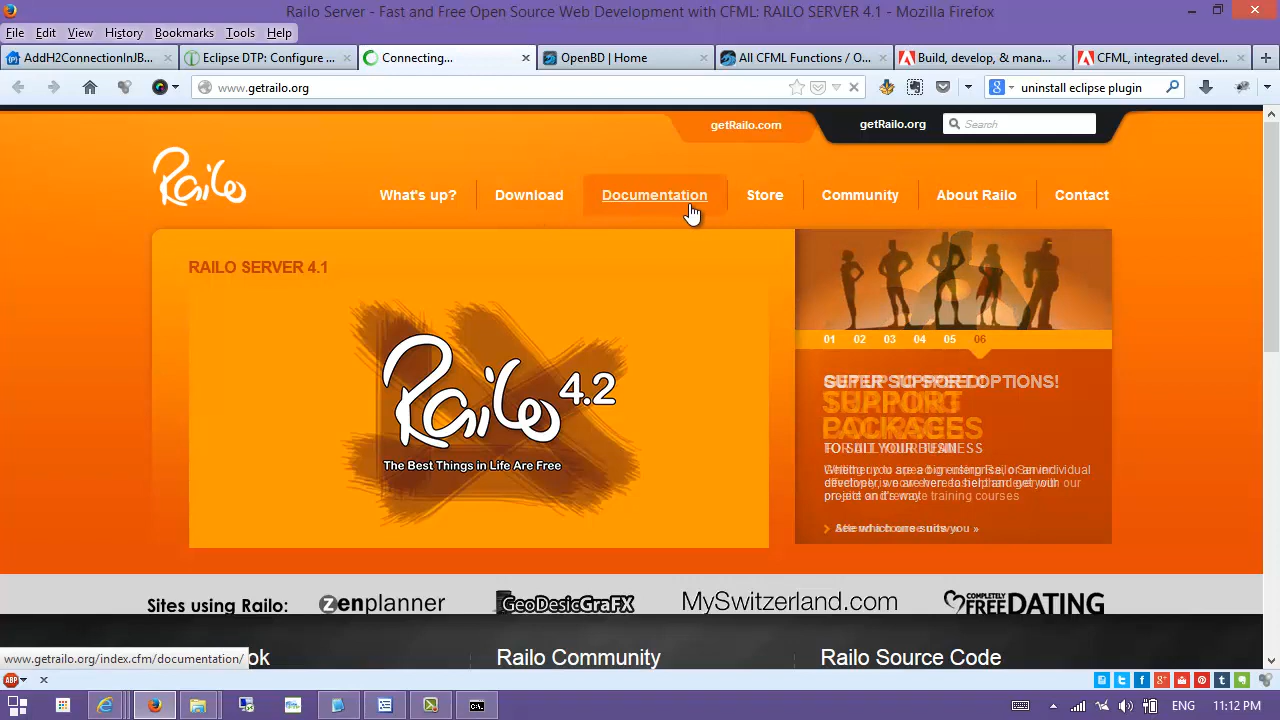 Railo Server - Fast and Free Open Source Web Development with CFML: RAILO SERVER 4.1 - Mozilla Firefox
File Edit View History Bookmarks Tools Help
AddH2ConnectionInJB... Eclipse DTP: Configure ... Connecting... OpenBD | Home All CFML Functions / O... Build, develop, & mana... CFML, integrated devel...
www.getrailo.org uninstall eclipse plugin
getRailo.com getRailo.org Search
Railo
What's up? Download Documentation Store Community About Railo Contact
RAILO SERVER 4.1
Railo 4.2
The Best Things in Life Are Free
01 02 03 04 05 06
SUPPORT
PACKAGES
Sites using Railo: zenplanner GeoDesicGraFX MySwitzerland.com COMPLETELY FREE DATING
www.getrailo.org/index.cfm/documentation/ ok Railo Community Railo Source Code
ABP
ENG 11:12 PM